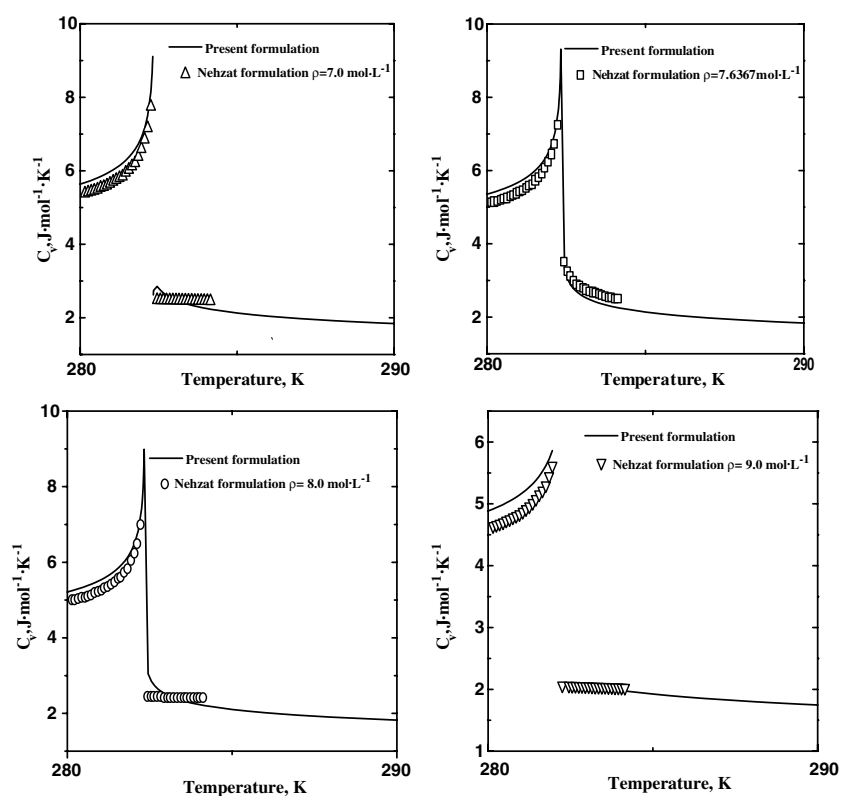 10
8
6
4
2
280
290
C_v,J·mol⁻¹·K⁻¹
Temperature, K
Present formulation
Nehzat formulation ρ=7.0 mol·L⁻¹
10
8
6
4
2
280
290
C_v,J·mol⁻¹·K⁻¹
Temperature, K
Present formulation
Nehzat formulation ρ=7.6367mol·L⁻¹
10
8
6
4
2
280
290
C_v,J·mol⁻¹·K⁻¹
Temperature, K
Present formulation
Nehzat formulation ρ= 8.0 mol·L⁻¹
6
5
4
3
2
1
280
290
C_v,J·mol⁻¹·K⁻¹
Temperature, K
Present formulation
Nehzat formulation ρ= 9.0 mol·L⁻¹